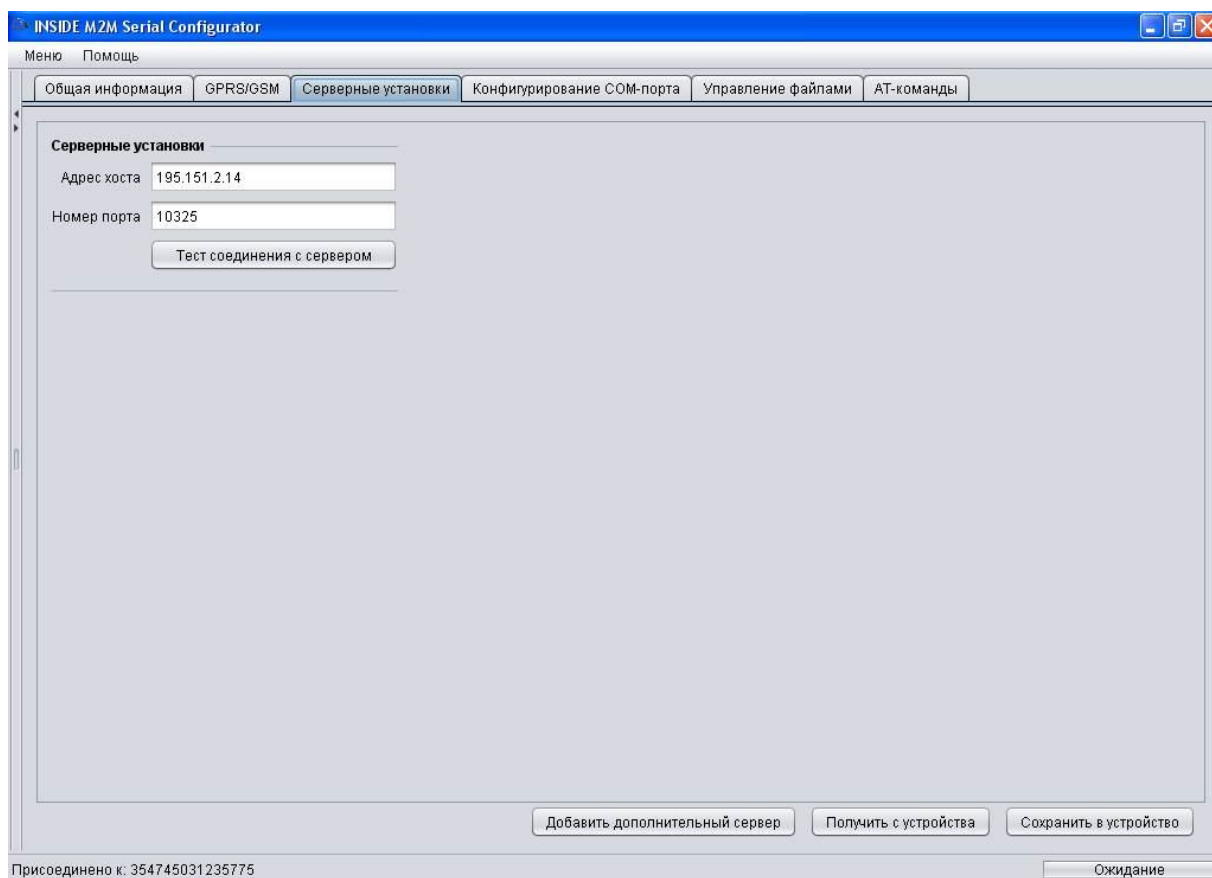 INSIDE M2M Serial Configurator
Меню Помощь
Общая информация GPRS/GSM Серверные установки Конфигурирование COM-порта Управление файлами AT-команды
Серверные установки
Адрес хоста 195.151.2.14
Номер порта 10325
Тест соединения с сервером
Добавить дополнительный сервер Получить с устройства Сохранить в устройство
Присоединено к: 354745031235775 Ожидание